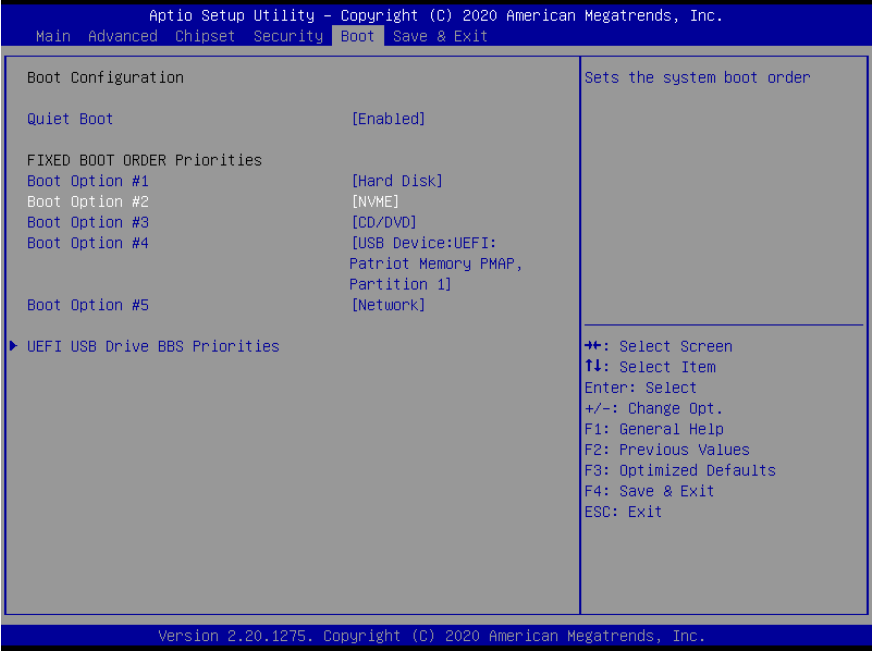 Aptio Setup Utility – Copyright (C) 2020 American Megatrends, Inc.
Main Advanced Chipset Security Boot Save & Exit
Boot Configuration
Quiet Boot [Enabled]
FIXED BOOT ORDER Priorities
Boot Option #1 [Hard Disk]
Boot Option #2 [NVME]
Boot Option #3 [CD/DVD]
Boot Option #4 [USB Device:UEFI:
Patriot Memory PMAP,
Partition 1]
Boot Option #5 [Network]
▶ UEFI USB Drive BBS Priorities
Sets the system boot order
→←: Select Screen
↑↓: Select Item
Enter: Select
+/-: Change Opt.
F1: General Help
F2: Previous Values
F3: Optimized Defaults
F4: Save & Exit
ESC: Exit
Version 2.20.1275. Copyright (C) 2020 American Megatrends, Inc.